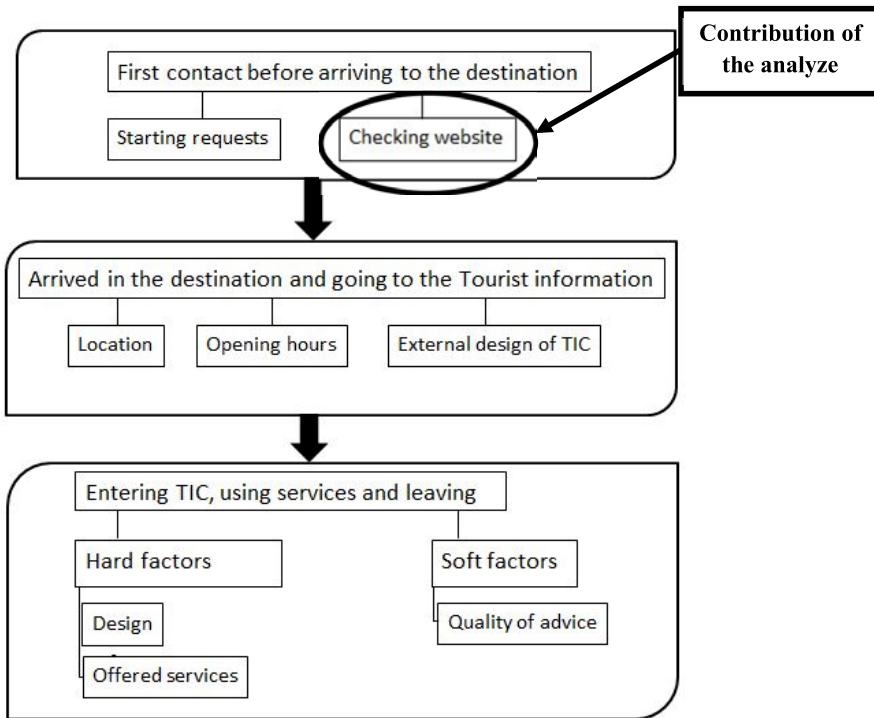 Contribution of
the analyze
First contact before arriving to the destination
Starting requests
Checking website
Arrived in the destination and going to the Tourist information
Location
Opening hours
External design of TIC
Entering TIC, using services and leaving
Hard factors
Soft factors
Design
Quality of advice
Offered services